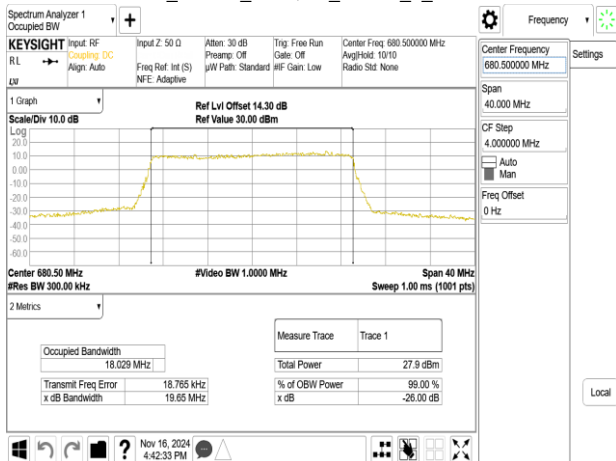 Spectrum Analyzer 1
Occupied BW
Frequency
KEYSIGHT Input: RF Input Z: 50 Ω Atten: 30 dB Trig: Free Run Center Freq: 680.500000 MHz
RL Coupling: DC Preamp: Off Gate: Off Avg|Hold: 10/10
Align: Auto Freq Ref: Int (S) µW Path: Standard #IF Gain: Low Radio Std: None
NFE: Adaptive
LXI
1 Graph
Scale/Div 10.0 dB
Ref Lvl Offset 14.30 dB
Ref Value 30.00 dBm
Log
20.0
10.0
0.00
-10.0
-20.0
-30.0
-40.0
-50.0
-60.0
Center 680.50 MHz #Video BW 1.0000 MHz Span 40 MHz
#Res BW 300.00 kHz Sweep 1.00 ms (1001 pts)
2 Metrics
Measure Trace Trace 1
Occupied Bandwidth
18.029 MHz
Total Power 27.9 dBm
Transmit Freq Error 18.765 kHz
% of OBW Power 99.00 %
x dB Bandwidth 19.65 MHz
x dB -26.00 dB
Center Frequency
680.500000 MHz
Settings
Span
40.000 MHz
CF Step
4.000000 MHz
Auto
Man
Freq Offset
0 Hz
Local
? Nov 16, 2024
4:42:33 PM